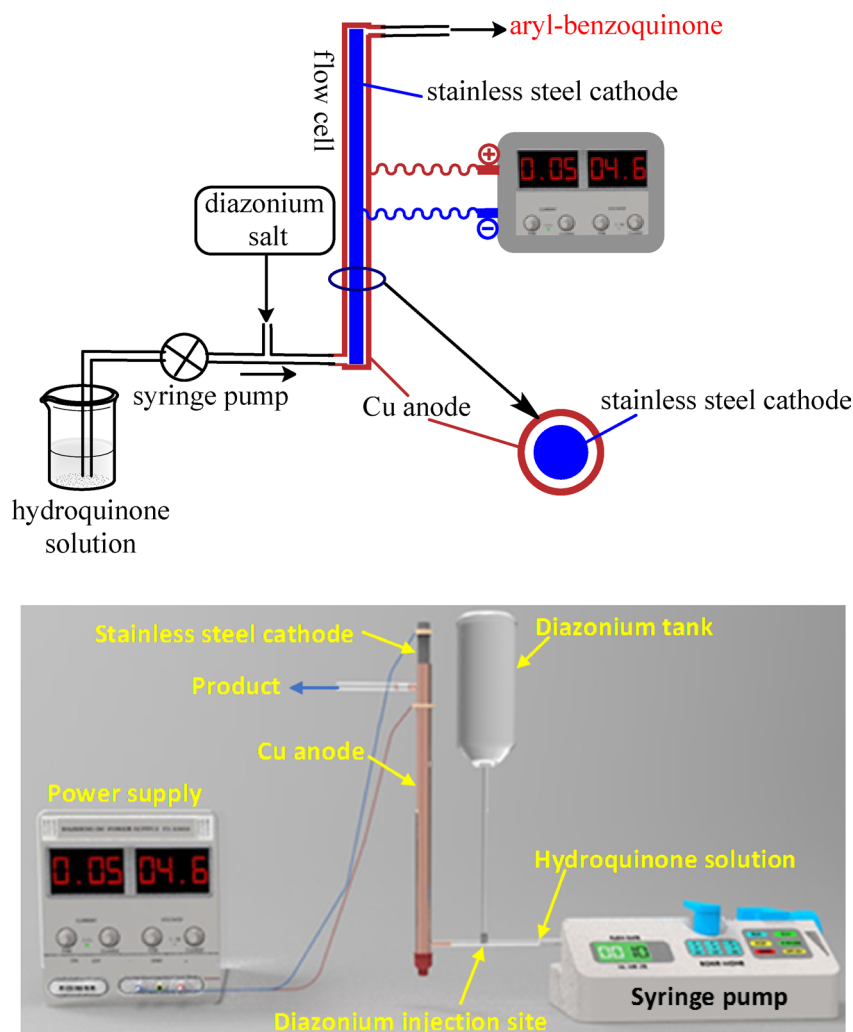 aryl-benzoquinone
flow cell
stainless steel cathode
0.05 04.6
diazonium
salt
syringe pump
Cu anode
stainless steel cathode
hydroquinone
solution
Stainless steel cathode
Diazonium tank
Product
Cu anode
Power supply
0.05 04.6
Hydroquinone solution
Syringe pump
Diazonium injection site